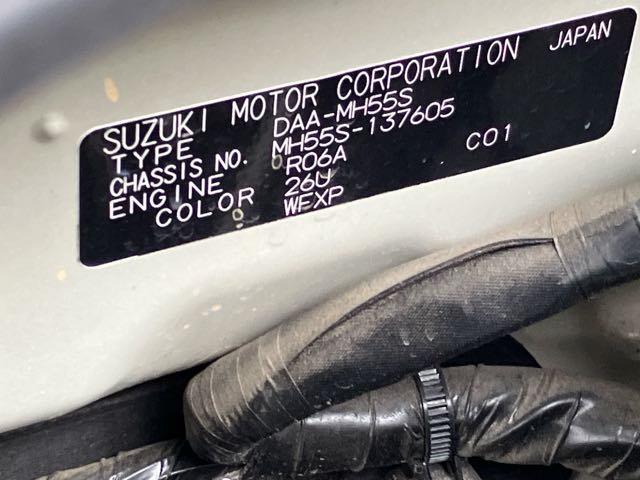 SUZUKI MOTOR CORPORATION JAPAN
TYPE DAA-MH55S
CHASSIS NO. MH55S-137605
ENGINE R06A
COLOR 26U C01
WFXP